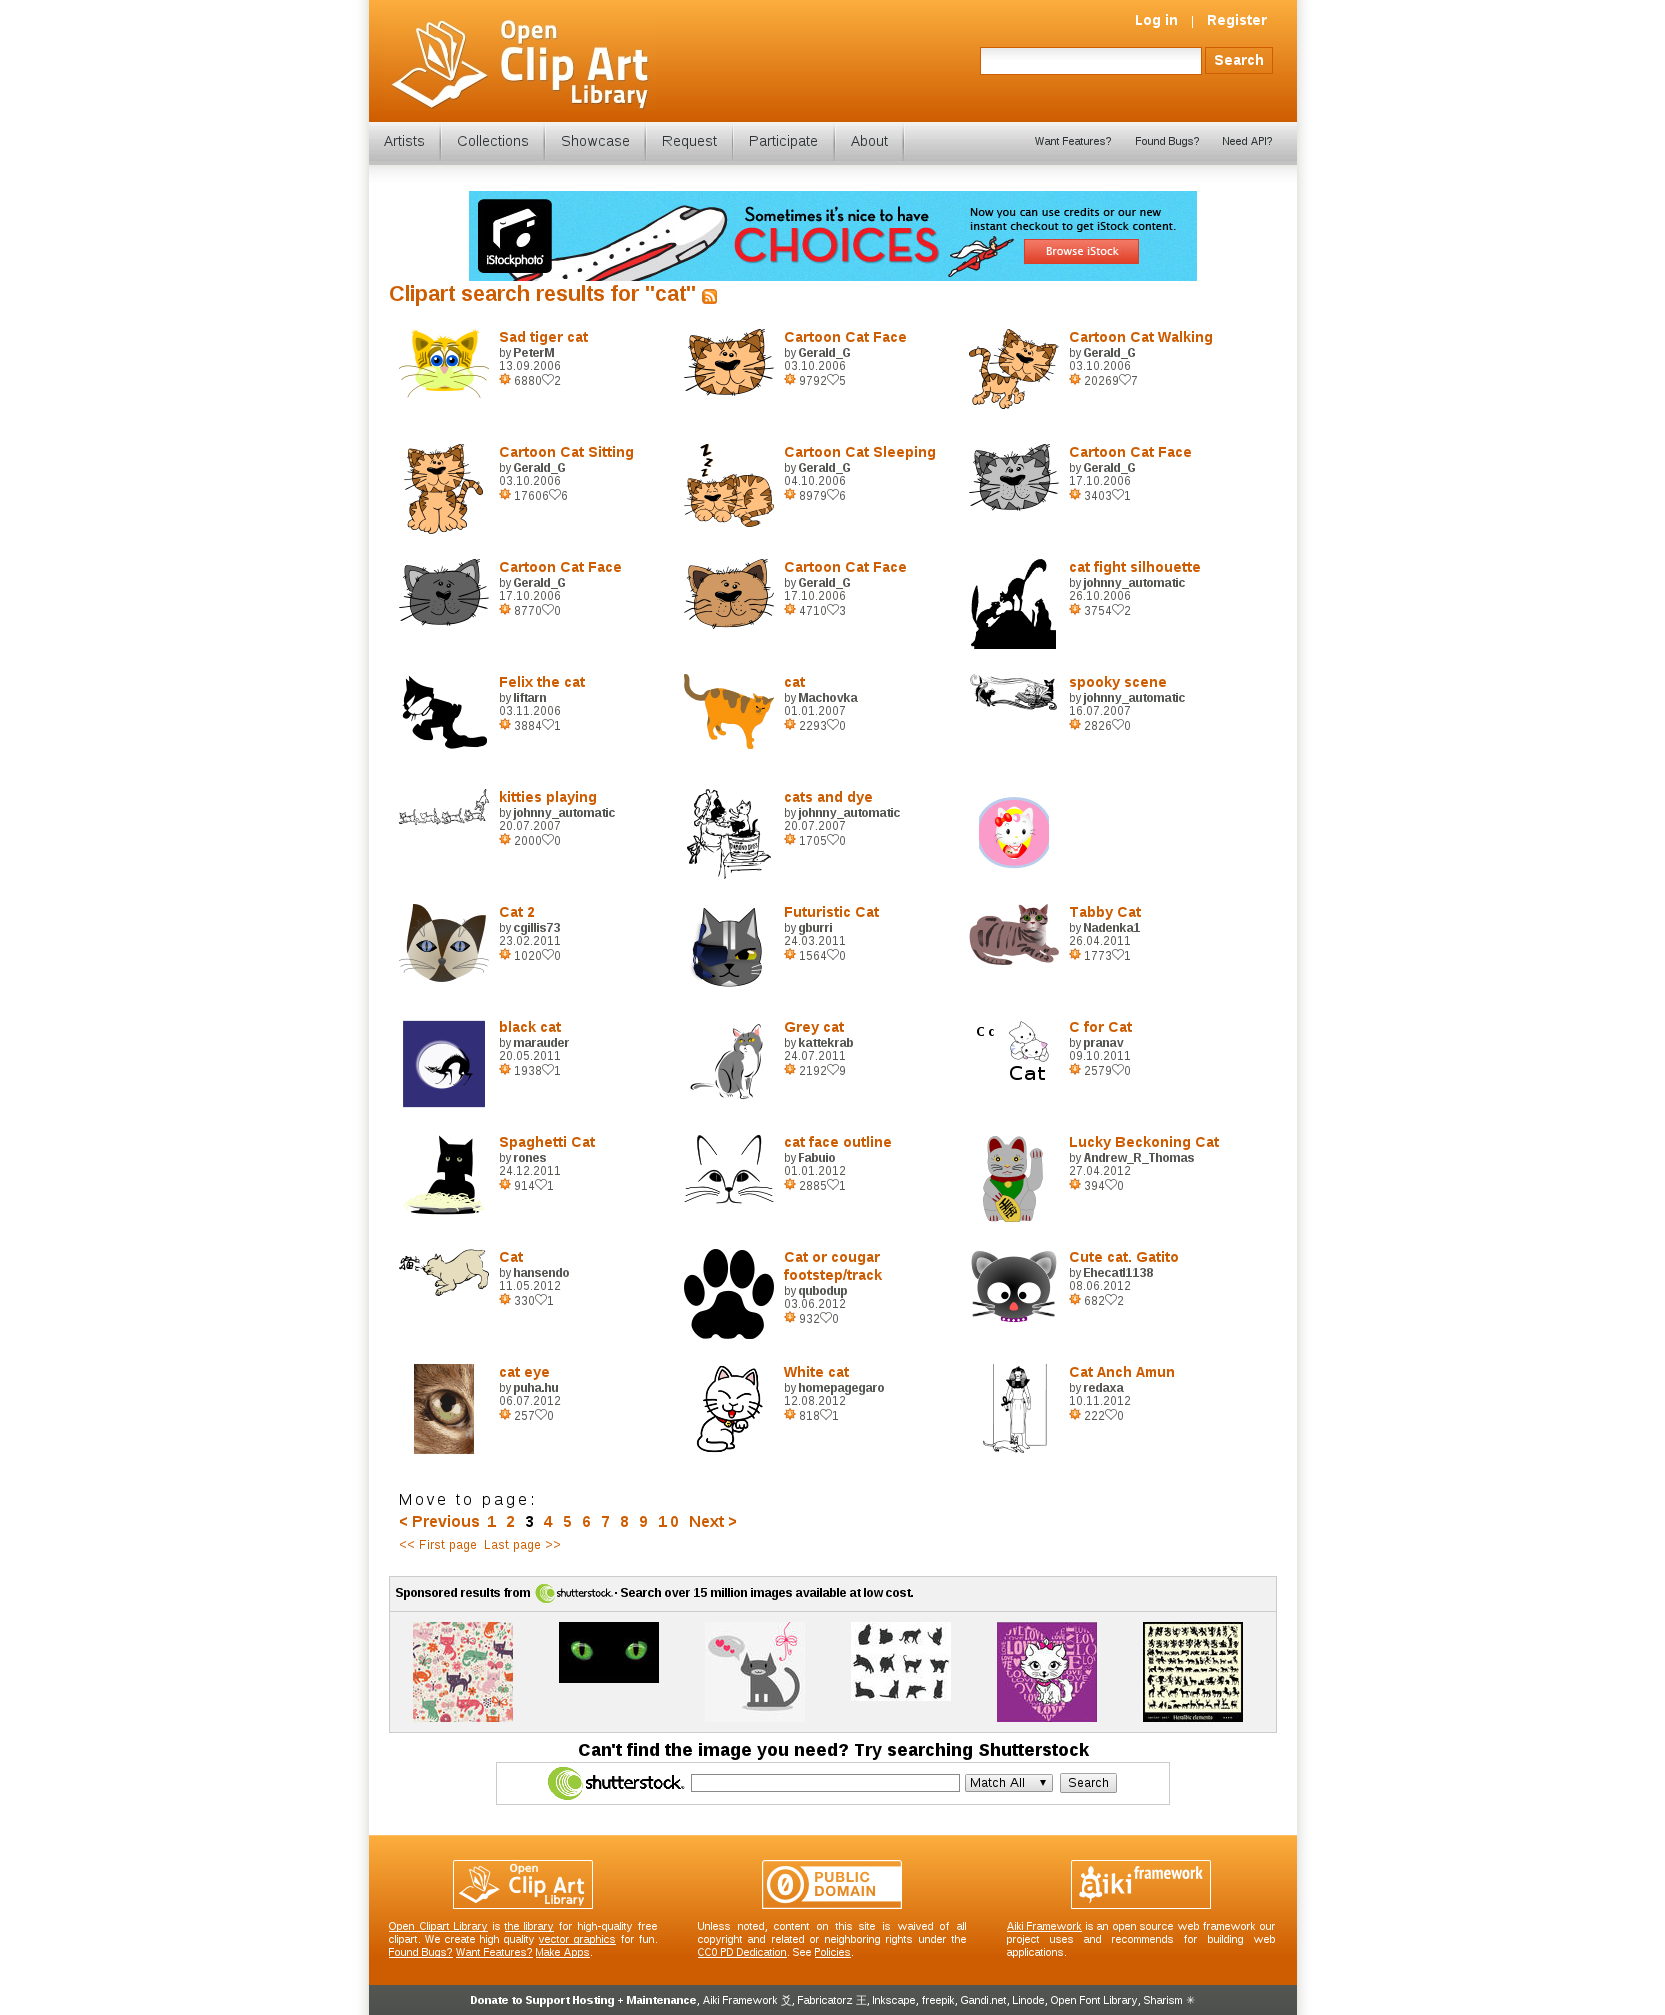 Open
Clip Art
Library
Log in | Register
Search
Artists Collections Showcase Request Participate About Want Features? Found Bugs? Need API?
iStockphoto
Sometimes it's nice to have
CHOICES
Now you can use credits or our new
instant checkout to get iStock content.
Browse iStock
Clipart search results for "cat"
Sad tiger cat
by PeterM
13.09.2006
6880 2
Cartoon Cat Face
by Gerald_G
03.10.2006
9792 5
Cartoon Cat Walking
by Gerald_G
03.10.2006
20269 7
Cartoon Cat Sitting
by Gerald_G
03.10.2006
17606 6
Cartoon Cat Sleeping
by Gerald_G
04.10.2006
8979 6
Cartoon Cat Face
by Gerald_G
17.10.2006
3403 1
Cartoon Cat Face
by Gerald_G
17.10.2006
8770 0
Cartoon Cat Face
by Gerald_G
17.10.2006
4710 3
cat fight silhouette
by johnny_automatic
26.10.2006
3754 2
Felix the cat
by liftarn
03.11.2006
3884 1
cat
by Machovka
01.01.2007
2293 0
spooky scene
by johnny_automatic
16.07.2007
2826 0
kitties playing
by johnny_automatic
20.07.2007
2000 0
cats and dye
by johnny_automatic
20.07.2007
1705 0
Cat 2
by cgillis73
23.02.2011
1020 0
Futuristic Cat
by gburri
24.03.2011
1564 0
Tabby Cat
by Nadenka1
26.04.2011
1773 1
black cat
by marauder
20.05.2011
1938 1
Grey cat
by kattekrab
24.07.2011
2192 9
C c
Cat
C for Cat
by pranav
09.10.2011
2579 0
Spaghetti Cat
by rones
24.12.2011
914 1
cat face outline
by Fabuio
01.01.2012
2885 1
Lucky Beckoning Cat
by Andrew_R_Thomas
27.04.2012
394 0
猫
Cat
by hansendo
11.05.2012
330 1
Cat or cougar
footstep/track
by qubodup
03.06.2012
932 0
Cute cat. Gatito
by Ehecatl1138
08.06.2012
682 2
cat eye
by puha.hu
06.07.2012
257 0
White cat
by homepagegaro
12.08.2012
818 1
Cat Anch Amun
by redaxa
10.11.2012
222 0
Move to page:
< Previous 1 2 3 4 5 6 7 8 9 10 Next >
<< First page Last page >>
Sponsored results from shutterstock · Search over 15 million images available at low cost.
Can't find the image you need? Try searching Shutterstock
shutterstock Match All ▼ Search
Open
Clip Art
Library
Open Clipart Library is the library for high-quality free
clipart. We create high quality vector graphics for fun.
Found Bugs? Want Features? Make Apps.
0 PUBLIC
DOMAIN
Unless noted, content on this site is waived of all
copyright and related or neighboring rights under the
CC0 PD Dedication. See Policies.
aiki framework
Aiki Framework is an open source web framework our
project uses and recommends for building web
applications.
Donate to Support Hosting + Maintenance, Aiki Framework 爻, Fabricatorz 王, Inkscape, freepik, Gandi.net, Linode, Open Font Library, Sharism ✳